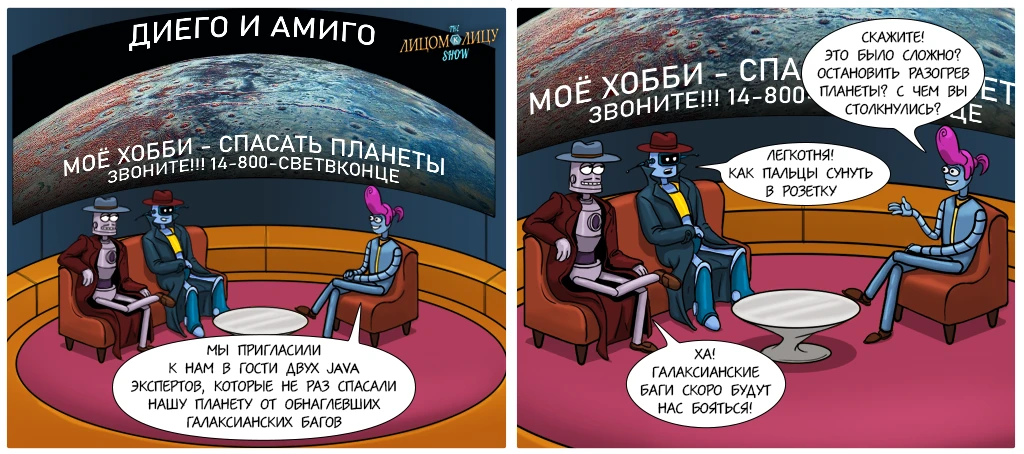 ДИЕГО И АМИГО
THE
ЛИЦОМ К ЛИЦУ
SHOW
МОЁ ХОББИ - СПАСАТЬ ПЛАНЕТЫ
ЗВОНИТЕ!!! 14-800-СВЕТВКОНЦЕ
МЫ ПРИГЛАСИЛИ
К НАМ В ГОСТИ ДВУХ JAVA
ЭКСПЕРТОВ, КОТОРЫЕ НЕ РАЗ СПАСАЛИ
НАШУ ПЛАНЕТУ ОТ ОБНАГЛЕВШИХ
ГАЛАКСИАНСКИХ БАГОВ
СКАЖИТЕ!
ЭТО БЫЛО СЛОЖНО?
ОСТАНОВИТЬ РАЗОГРЕВ
ПЛАНЕТЫ? С ЧЕМ ВЫ
СТОЛКНУЛИСЬ?
МОЁ ХОББИ - СПА ЕТ
ЗВОНИТЕ!!! 14-800- ЦЕ
ЛЕГКОТНЯ!
КАК ПАЛЬЦЫ СУНУТЬ
В РОЗЕТКУ
ХА!
ГАЛАКСИАНСКИЕ
БАГИ СКОРО БУДУТ
НАС БОЯТЬСЯ!